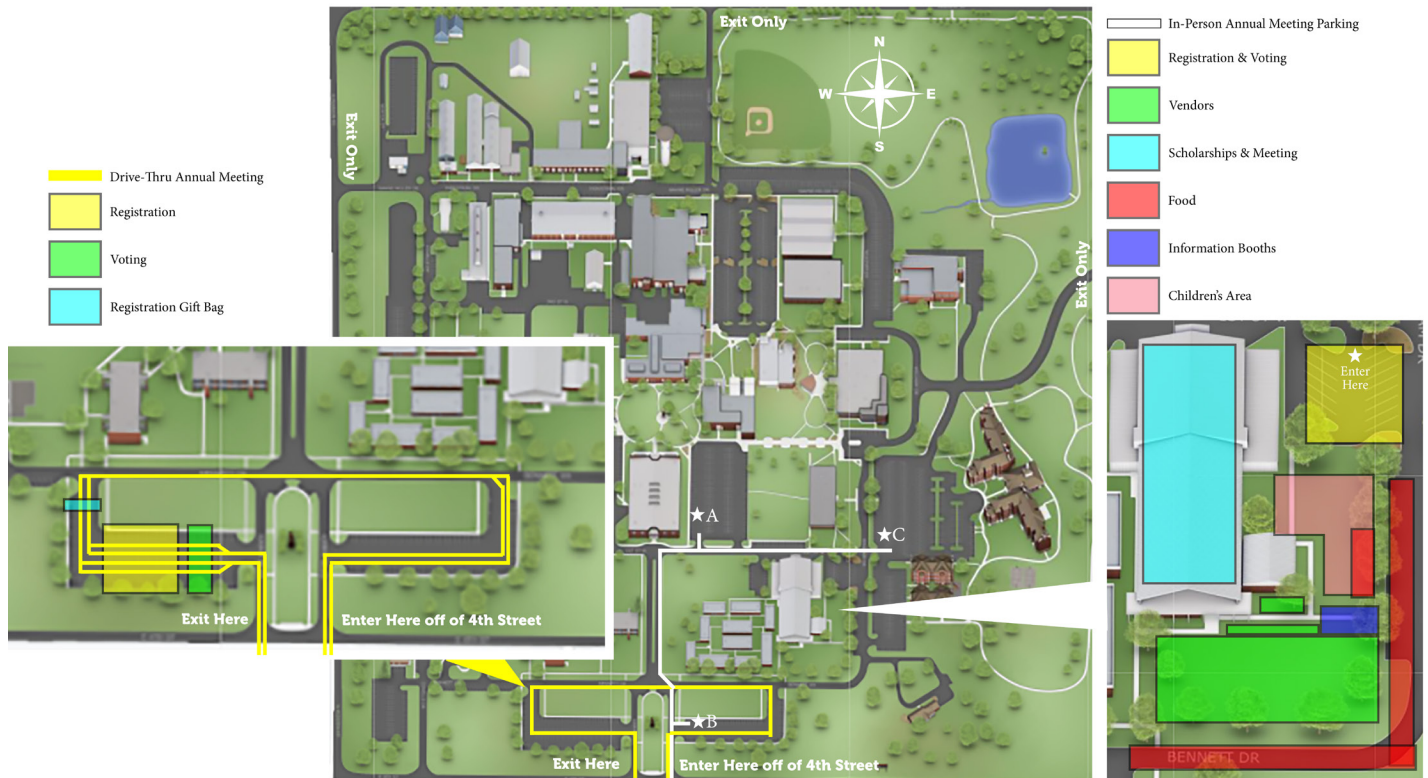 Exit Only
Exit Only
Exit Only
N
W
E
S
Drive-Thru Annual Meeting
Registration
Voting
Registration Gift Bag
In-Person Annual Meeting Parking
Registration & Voting
Vendors
Scholarships & Meeting
Food
Information Booths
Children's Area
Enter
Here
A
C
B
Exit Here
Enter Here off of 4th Street
Exit Here
Enter Here off of 4th Street
BENNETT DR